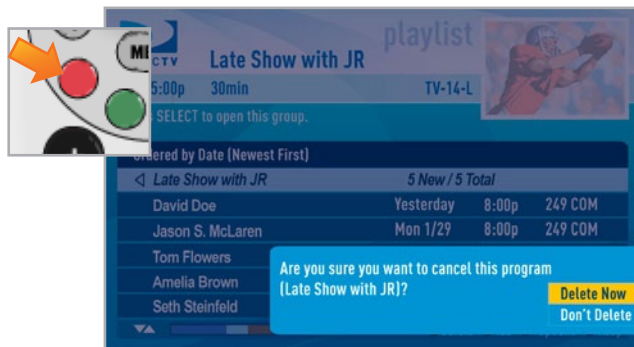 ME
CTV
playlist
Late Show with JR
5:00p 30min TV-14-L
SELECT to open this group.
Ordered by Date (Newest First)
Late Show with JR 5 New / 5 Total
David Doe Yesterday 8:00p 249 COM
Jason S. McLaren Mon 1/29 8:00p 249 COM
Tom Flowers
Amelia Brown
Seth Steinfeld
Are you sure you want to cancel this program
(Late Show with JR)?
Delete Now
Don't Delete